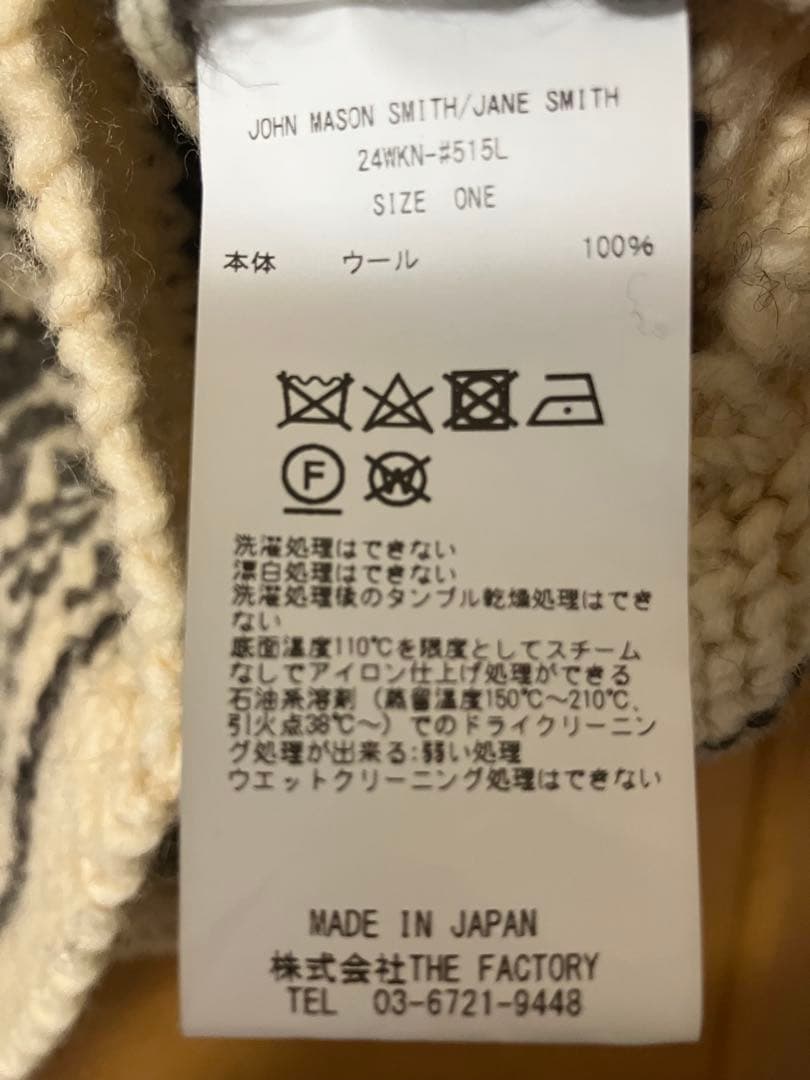 JOHN MASON SMITH/JANE SMITH
24WKN-#515L
SIZE ONE
本体 ウール 100%
F W
洗濯処理はできない
漂白処理はできない
洗濯処理後のタンブル乾燥処理はでき
ない
底面温度110℃を限度としてスチーム
なしでアイロン仕上げ処理ができる
石油系溶剤（蒸留温度150℃～210℃、
引火点38℃～）でのドライクリーニン
グ処理が出来る:弱い処理
ウエットクリーニング処理はできない
MADE IN JAPAN
株式会社THE FACTORY
TEL 03-6721-9448